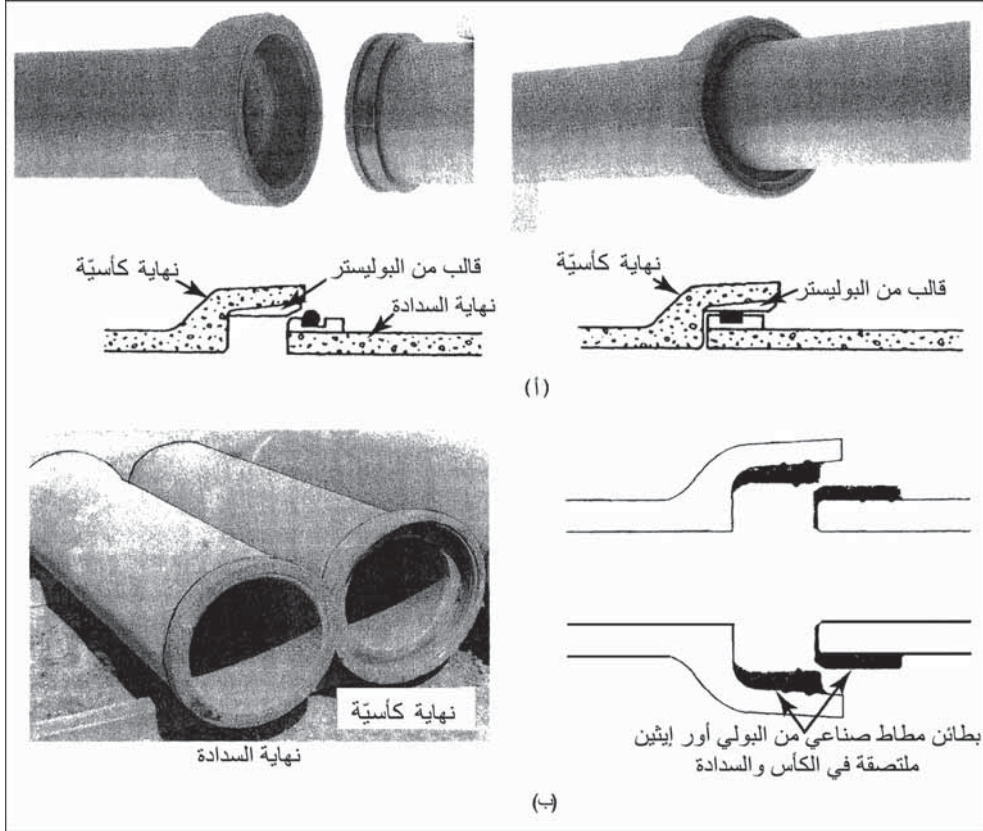 نهاية كأسيّة
قالب من البوليستر
نهاية السدادة
نهاية كأسيّة
قالب من البوليستر
(أ)
نهاية كأسيّة
نهاية السدادة
بطائن مطاط صناعي من البولي أور إيثين
ملتصقة في الكأس والسدادة
(ب)